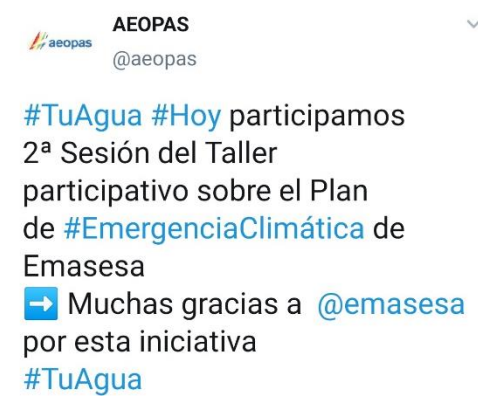 aeopas
AEOPAS
@aeopas
#TuAgua #Hoy participamos
2ª Sesión del Taller
participativo sobre el Plan
de #EmergenciaClimática de
Emasesa
➡️ Muchas gracias a @emasesa
por esta iniciativa
#TuAgua